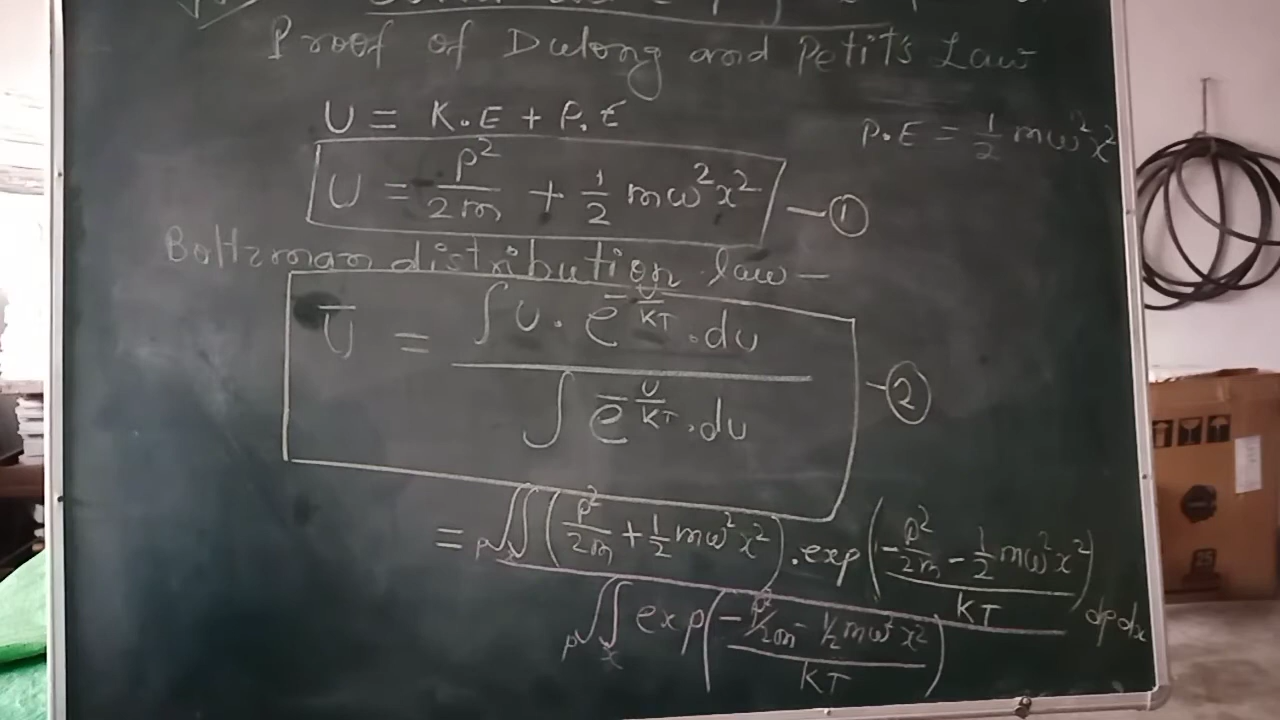 Proof of Dulong and Petit's Law
U = K.E + P.E
P.E = 1/2 mω²x²
U = p²/2m + 1/2 mω²x² — ①
Boltzman distribution law —
Ū = ∫U. e^(-U/KT) .du / ∫ e^(-U/KT) .du — ②
= ∫∫ (p²/2m + 1/2 mω²x²) . exp((-p²/2m - 1/2 mω²x²)/KT) dpdx
p∫∫x exp((-p²/2m - 1/2 mω²x²)/KT)